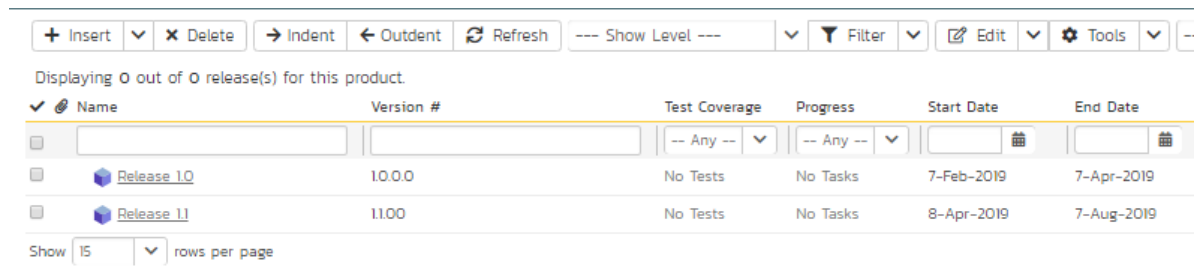 Insert Delete Indent Outdent Refresh --- Show Level --- Filter Edit Tools
Displaying 0 out of 0 release(s) for this product.
Name Version # Test Coverage Progress Start Date End Date
-- Any -- -- Any --
Release 1.0 1.0.0.0 No Tests No Tasks 7-Feb-2019 7-Apr-2019
Release 1.1 1.1.00 No Tests No Tasks 8-Apr-2019 7-Aug-2019
Show 15 rows per page